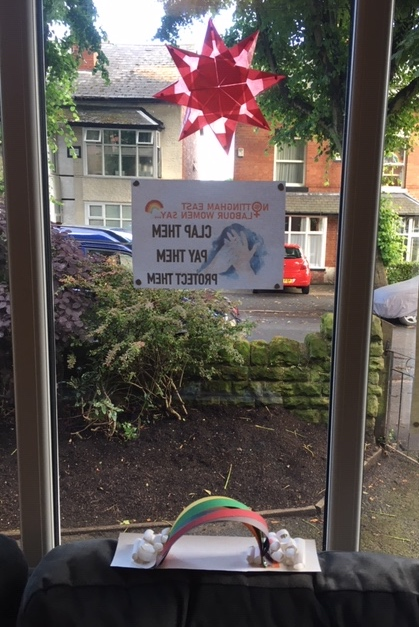 NOTTINGHAM EAST
LABOUR WOMEN SAY...
CLAP THEM
PAY THEM
PROTECT THEM